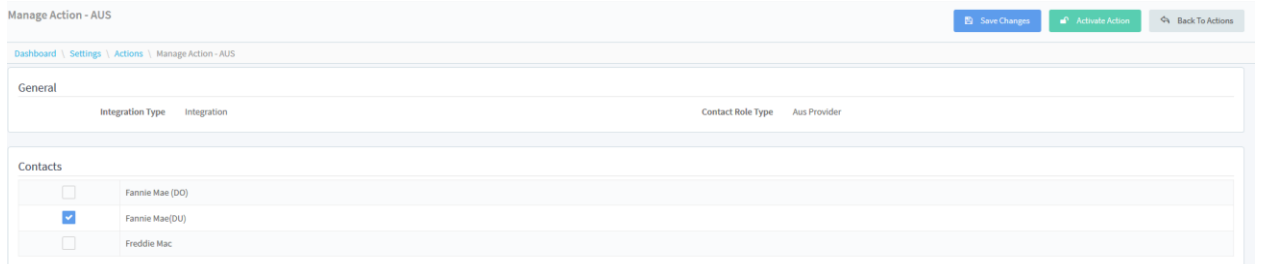 Manage Action - AUS
Save Changes
Activate Action
Back To Actions
Dashboard \ Settings \ Actions \ Manage Action - AUS
General
Integration Type Integration Contact Role Type Aus Provider
Contacts
Fannie Mae (DO)
Fannie Mae(DU)
Freddie Mac